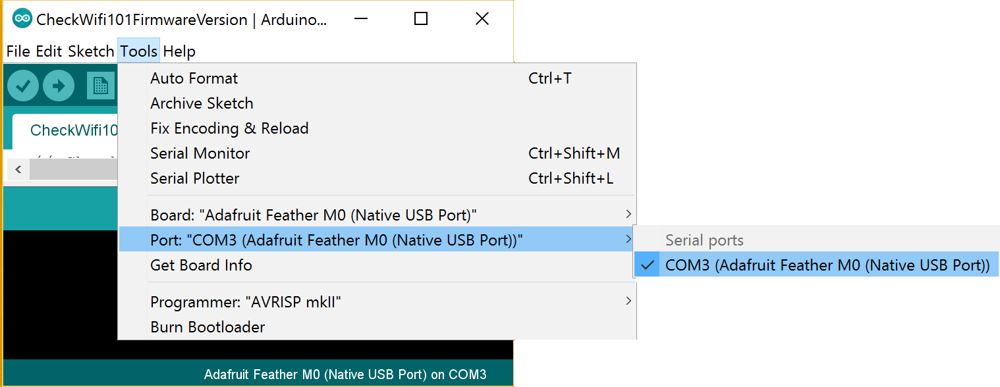 CheckWifi101FirmwareVersion | Arduino...
File Edit Sketch Tools Help
CheckWifi10
Auto Format Ctrl+T
Archive Sketch
Fix Encoding & Reload
Serial Monitor Ctrl+Shift+M
Serial Plotter Ctrl+Shift+L
Board: "Adafruit Feather M0 (Native USB Port)"
Port: "COM3 (Adafruit Feather M0 (Native USB Port))"
Serial ports
COM3 (Adafruit Feather M0 (Native USB Port))
Get Board Info
Programmer: "AVRISP mkII"
Burn Bootloader
Adafruit Feather M0 (Native USB Port) on COM3